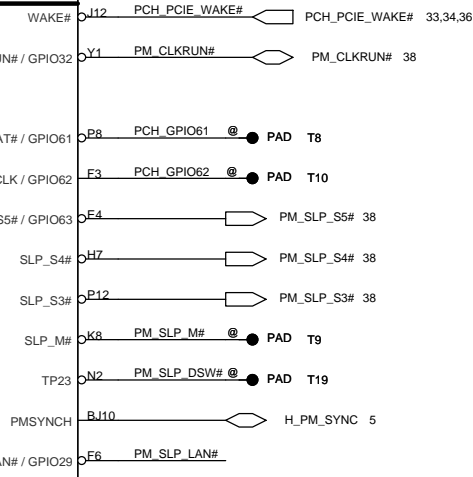 WAKE# J12 PCH_PCIE_WAKE# PCH_PCIE_WAKE# 33,34,36
UN# / GPIO32 Y1 PM_CLKRUN# PM_CLKRUN# 38
AT# / GPIO61 P8 PCH_GPIO61 @ PAD T8
CLK / GPIO62 F3 PCH_GPIO62 @ PAD T10
S5# / GPIO63 E4 PM_SLP_S5# 38
SLP_S4# H7 PM_SLP_S4# 38
SLP_S3# P12 PM_SLP_S3# 38
SLP_M# K8 PM_SLP_M# @ PAD T9
TP23 N2 PM_SLP_DSW# @ PAD T19
PMSYNCH BJ10 H_PM_SYNC 5
AN# / GPIO29 F6 PM_SLP_LAN#